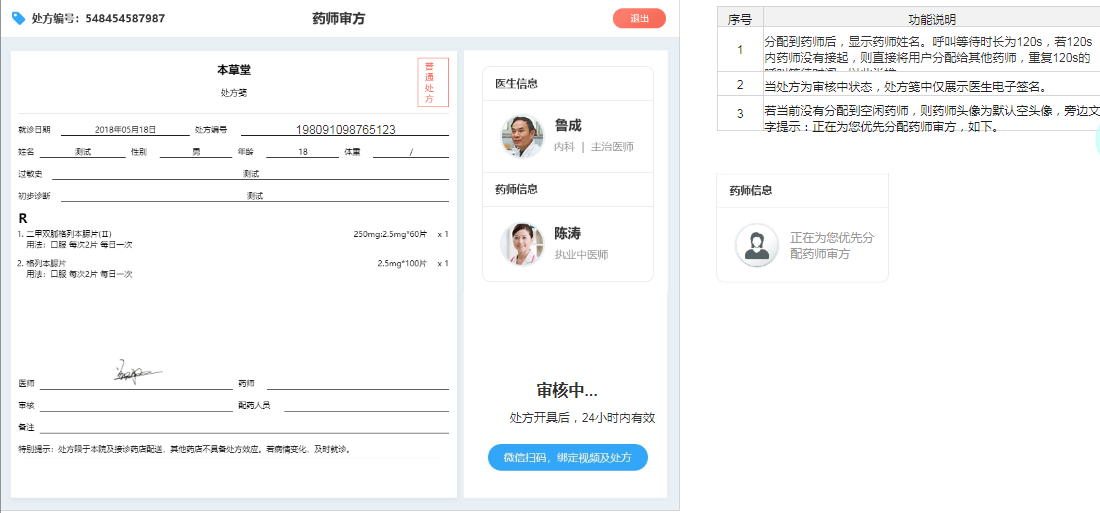 处方编号：548454587987
药师审方
退出
本草堂
处方笺
普通处方
就诊日期 2018年05月18日 处方编号 198091098765123
姓名 测试 性别 男 年龄 18 体重 /
过敏史 测试
初步诊断 测试
R
1. 二甲双胍格列本脲片(II) 250mg:2.5mg*60片 x 1
用法：口服 每次2片 每日一次
2. 格列本脲片 2.5mg*100片 x 1
用法：口服 每次2片 每日一次
医师 药师
审核 配药人员
备注
特别提示：处方限于本院及接诊药店配送，其他药店不具备处方效应。若病情变化，及时就诊。
医生信息
鲁成
内科 | 主治医师
药师信息
陈涛
执业中医师
审核中...
处方开具后，24小时内有效
微信扫码，绑定视频及处方
序号 功能说明
1 分配到药师后，显示药师姓名。呼叫等待时长为120s，若120s
内药师没有接起，则直接将用户分配给其他药师，重复120s的
2 当处方为审核中状态，处方笺中仅展示医生电子签名。
3 若当前没有分配到空闲药师，则药师头像为默认空头像，旁边文
字提示：正在为您优先分配药师审方，如下。
药师信息
正在为您优先分
配药师审方